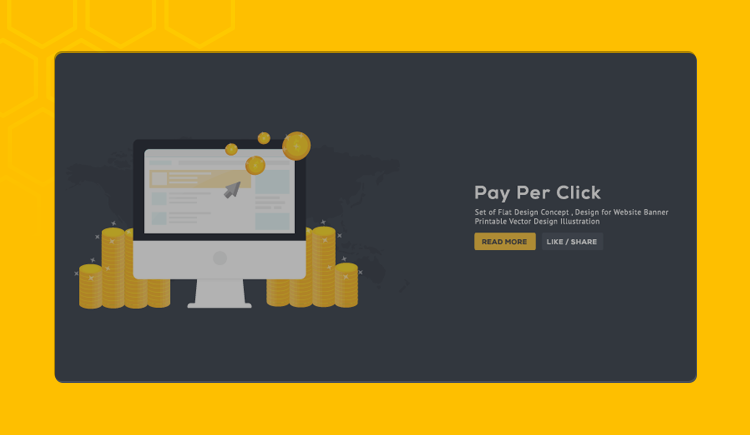 Pay Per Click
Set of Flat Design Concept , Design for Website Banner
Printable Vector Design Illustration
READ MORE
LIKE / SHARE